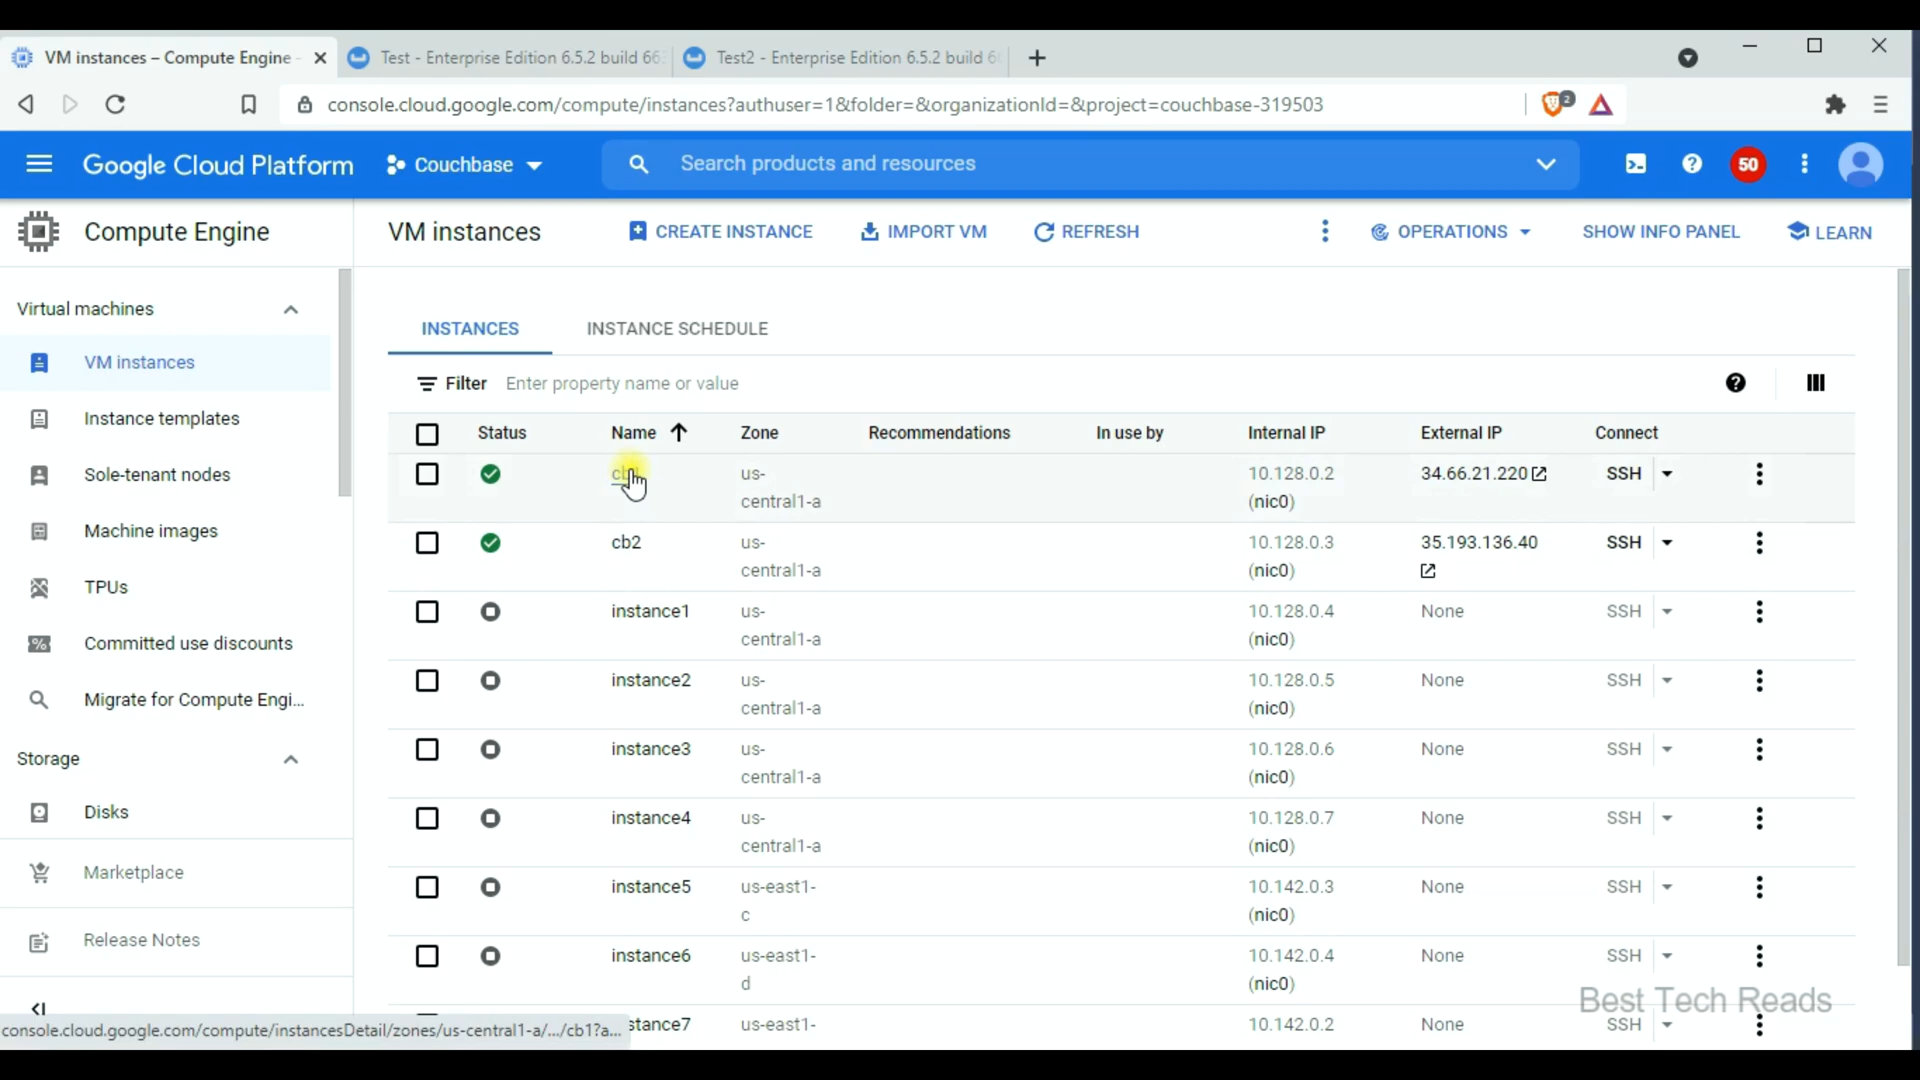 VM instances – Compute Engine -
Test - Enterprise Edition 6.5.2 build 66
Test2 - Enterprise Edition 6.5.2 build 6
console.cloud.google.com/compute/instances?authuser=1&folder=&organizationId=&project=couchbase-319503
2
Google Cloud Platform
Couchbase
Search products and resources
50
Compute Engine
VM instances
CREATE INSTANCE
IMPORT VM
REFRESH
OPERATIONS
SHOW INFO PANEL
LEARN
Virtual machines
VM instances
Instance templates
Sole-tenant nodes
Machine images
TPUs
Committed use discounts
Migrate for Compute Engi...
Storage
Disks
Marketplace
Release Notes
console.cloud.google.com/compute/instancesDetail/zones/us-central1-a/.../cb1?a...
INSTANCES
INSTANCE SCHEDULE
Filter Enter property name or value
Status Name Zone Recommendations In use by Internal IP External IP Connect
us- 10.128.0.2 34.66.21.220 SSH
central1-a (nic0)
cb2 us- 10.128.0.3 35.193.136.40 SSH
central1-a (nic0)
instance1 us- 10.128.0.4 None SSH
central1-a (nic0)
instance2 us- 10.128.0.5 None SSH
central1-a (nic0)
instance3 us- 10.128.0.6 None SSH
central1-a (nic0)
instance4 us- 10.128.0.7 None SSH
central1-a (nic0)
instance5 us-east1- 10.142.0.3 None SSH
c (nic0)
instance6 us-east1- 10.142.0.4 None SSH
d (nic0)
Best Tech Reads
stance7 us-east1- 10.142.0.2 None SSH